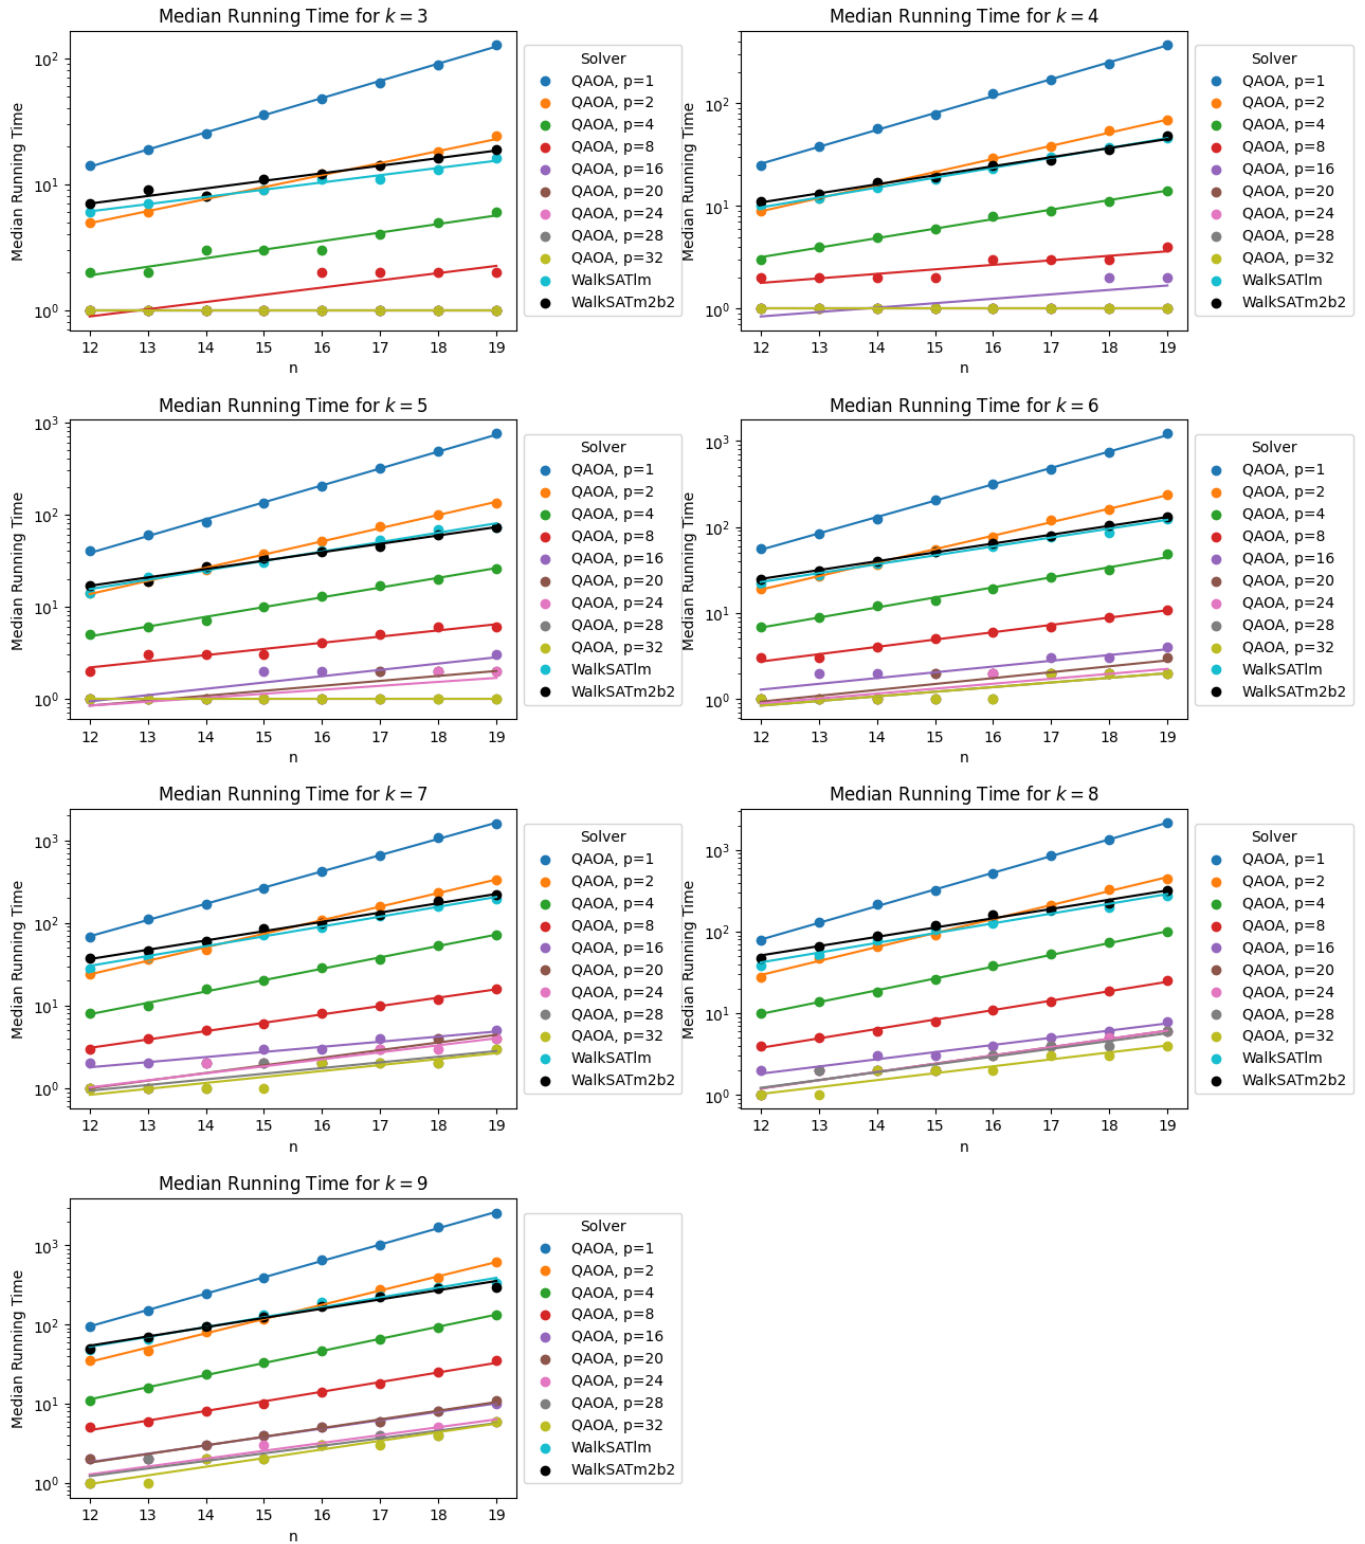 Median Running Time for k = 3
Median Running Time
10²
10¹
10⁰
12 13 14 15 16 17 18 19
n
Solver
QAOA, p=1
QAOA, p=2
QAOA, p=4
QAOA, p=8
QAOA, p=16
QAOA, p=20
QAOA, p=24
QAOA, p=28
QAOA, p=32
WalkSATlm
WalkSATm2b2
Median Running Time for k = 4
Median Running Time
10²
10¹
10⁰
12 13 14 15 16 17 18 19
n
Solver
QAOA, p=1
QAOA, p=2
QAOA, p=4
QAOA, p=8
QAOA, p=16
QAOA, p=20
QAOA, p=24
QAOA, p=28
QAOA, p=32
WalkSATlm
WalkSATm2b2
Median Running Time for k = 5
Median Running Time
10³
10²
10¹
10⁰
12 13 14 15 16 17 18 19
n
Solver
QAOA, p=1
QAOA, p=2
QAOA, p=4
QAOA, p=8
QAOA, p=16
QAOA, p=20
QAOA, p=24
QAOA, p=28
QAOA, p=32
WalkSATlm
WalkSATm2b2
Median Running Time for k = 6
Median Running Time
10³
10²
10¹
10⁰
12 13 14 15 16 17 18 19
n
Solver
QAOA, p=1
QAOA, p=2
QAOA, p=4
QAOA, p=8
QAOA, p=16
QAOA, p=20
QAOA, p=24
QAOA, p=28
QAOA, p=32
WalkSATlm
WalkSATm2b2
Median Running Time for k = 7
Median Running Time
10³
10²
10¹
10⁰
12 13 14 15 16 17 18 19
n
Solver
QAOA, p=1
QAOA, p=2
QAOA, p=4
QAOA, p=8
QAOA, p=16
QAOA, p=20
QAOA, p=24
QAOA, p=28
QAOA, p=32
WalkSATlm
WalkSATm2b2
Median Running Time for k = 8
Median Running Time
10³
10²
10¹
10⁰
12 13 14 15 16 17 18 19
n
Solver
QAOA, p=1
QAOA, p=2
QAOA, p=4
QAOA, p=8
QAOA, p=16
QAOA, p=20
QAOA, p=24
QAOA, p=28
QAOA, p=32
WalkSATlm
WalkSATm2b2
Median Running Time for k = 9
Median Running Time
10³
10²
10¹
10⁰
12 13 14 15 16 17 18 19
n
Solver
QAOA, p=1
QAOA, p=2
QAOA, p=4
QAOA, p=8
QAOA, p=16
QAOA, p=20
QAOA, p=24
QAOA, p=28
QAOA, p=32
WalkSATlm
WalkSATm2b2